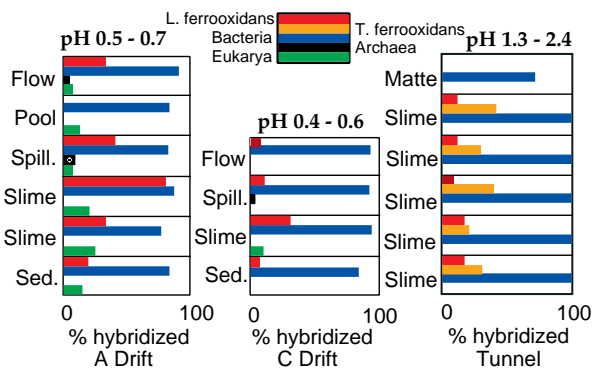 L. ferrooxidans
T. ferrooxidans
Bacteria
Archaea
Eukarya
pH 0.5 - 0.7
Flow
Pool
Spill.
Slime
Slime
Sed.
0 100
% hybridized
A Drift
pH 0.4 - 0.6
Flow
Spill.
Slime
Sed.
0 100
% hybridized
C Drift
pH 1.3 - 2.4
Matte
Slime
Slime
Slime
Slime
Slime
0 100
% hybridized
Tunnel